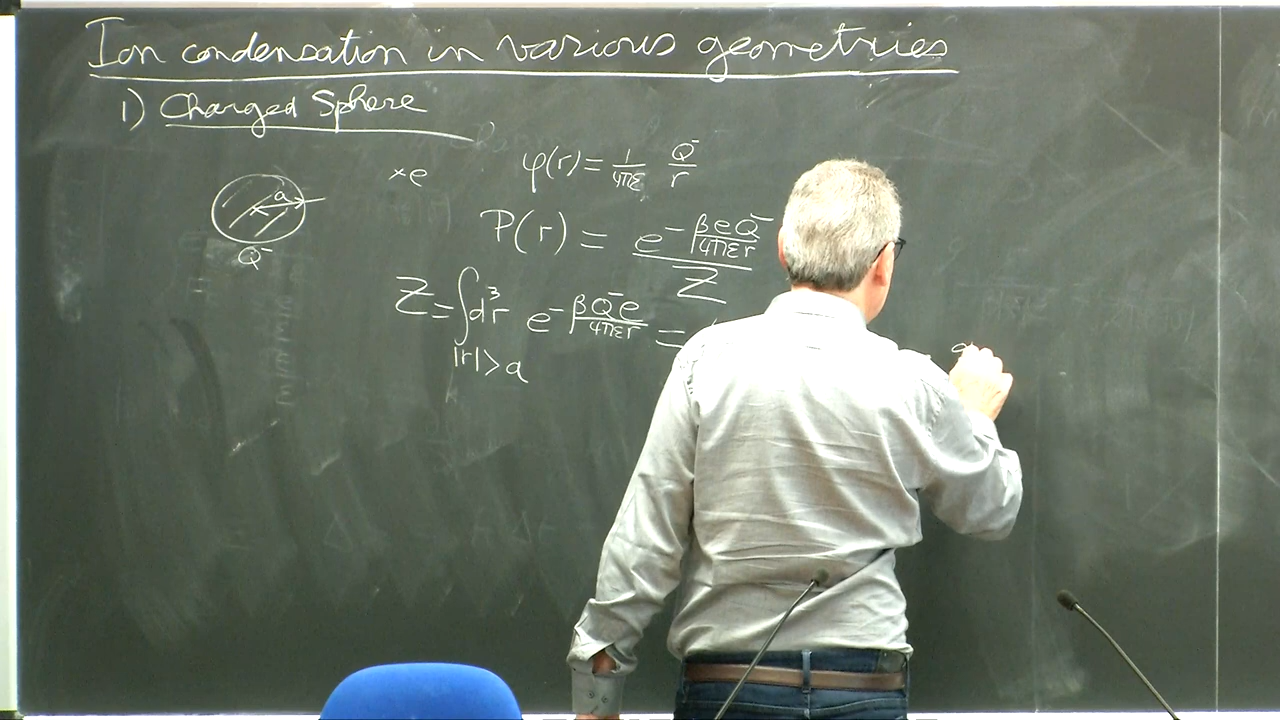 Ion condensation in various geometries
1) Charged Sphere
a
Q⁻
×e
φ(r) = 1/4πε Q⁻/r
P(r) = e^(-βeQ⁻/4πεr) / Z
Z = ∫_{|r|>a} d³r e^(-βQ⁻e/4πεr) =